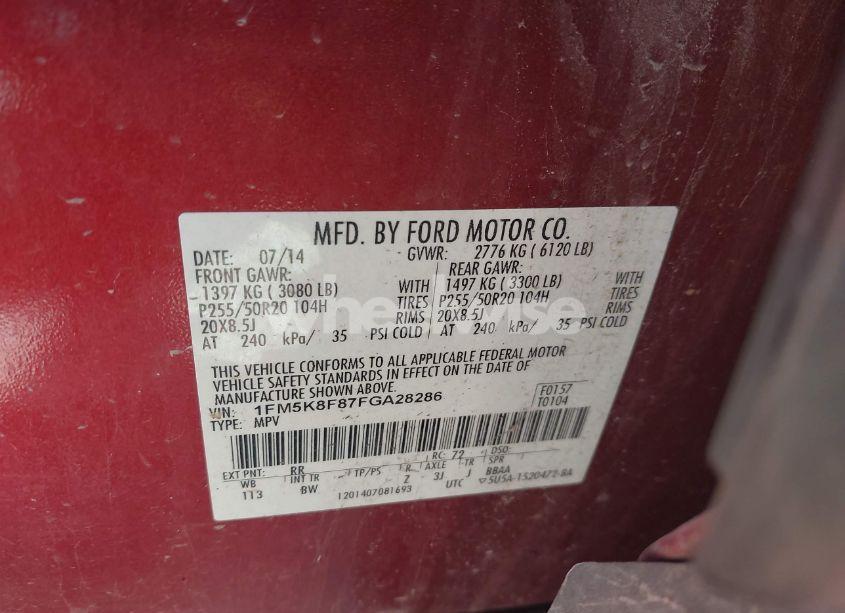 MFD. BY FORD MOTOR CO.
DATE: 07/14 GVWR: 2776 KG ( 6120 LB)
FRONT GAWR: REAR GAWR:
1397 KG ( 3080 LB) WITH 1497 KG ( 3300 LB) WITH
P255/50R20 104H TIRES P255/50R20 104H TIRES
20X8.5J RIMS 20X8.5J RIMS
AT 240 kPa/ 35 PSI COLD AT 240 kPa/ 35 PSI COLD
THIS VEHICLE CONFORMS TO ALL APPLICABLE FEDERAL MOTOR
VEHICLE SAFETY STANDARDS IN EFFECT ON THE DATE OF
MANUFACTURE SHOWN ABOVE.
VIN: 1FM5K8F87FGA28286 F0157
TYPE: MPV T0104
RC: 72 DSO:
EXT PNT: RR
WB INT TR TP/PS R AXLE TR SPR
113 BW Z 3J J BBAA
1201407081693 UTC 5U5A-1520472-BA